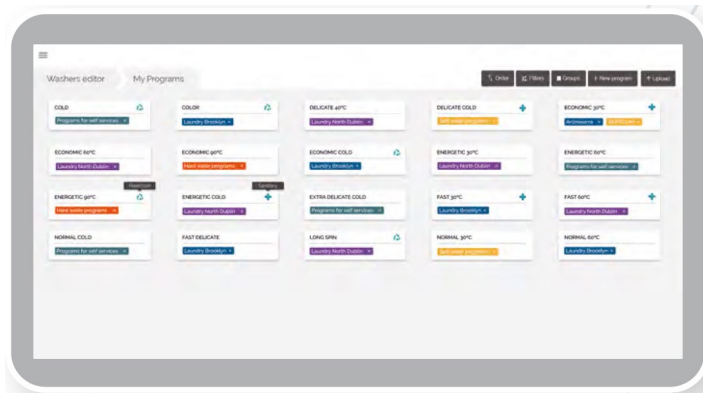 Washers editor My Programs Order Filters Groups + New program Upload
COLD COLOR DELICATE 40°C DELICATE COLD ECONOMIC 30°C
Programs for self services × Laundry Brooklyn × Laundry North Dublin × Soft water programs × ×
ECONOMIC 60°C ECONOMIC 90°C ECONOMIC COLD ENERGETIC 30°C ENERGETIC 60°C
Laundry North Dublin × Hard water programs × Laundry Brooklyn × Laundry North Dublin × Programs for self services ×
Sanitary
ENERGETIC 90°C ENERGETIC COLD EXTRA DELICATE COLD FAST 30°C FAST 60°C
Hard water programs × Laundry North Dublin × Programs for self services × Laundry Brooklyn × Laundry North Dublin ×
NORMAL COLD FAST DELICATE LONG SPIN NORMAL 30°C NORMAL 60°C
Programs for self services × Laundry Brooklyn × Laundry North Dublin × Soft water programs × Laundry Brooklyn ×